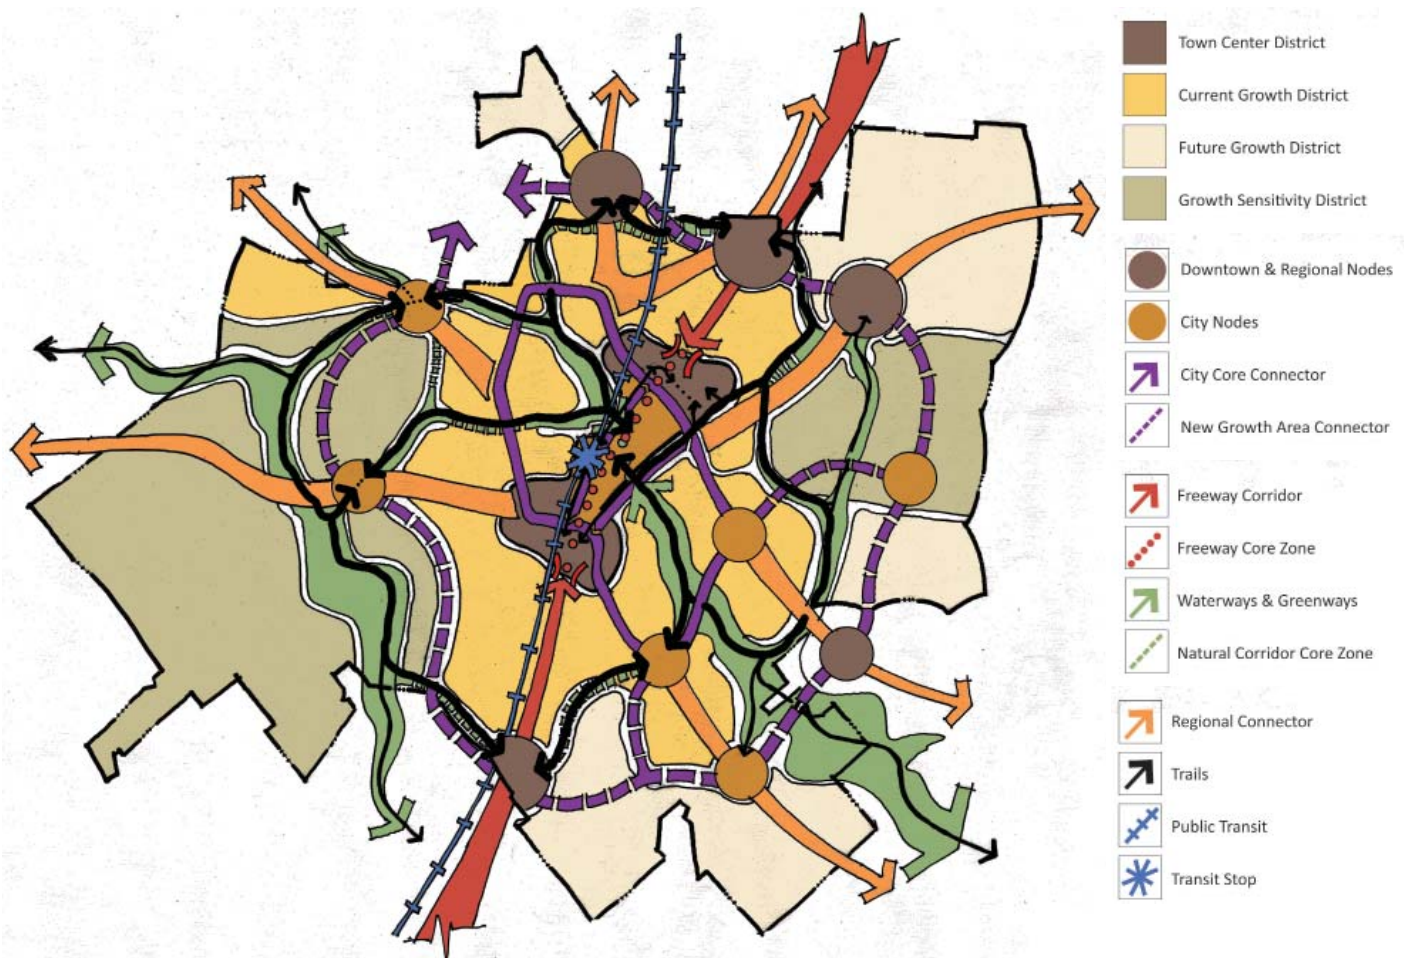 Town Center District
Current Growth District
Future Growth District
Growth Sensitivity District
Downtown & Regional Nodes
City Nodes
City Core Connector
New Growth Area Connector
Freeway Corridor
Freeway Core Zone
Waterways & Greenways
Natural Corridor Core Zone
Regional Connector
Trails
Public Transit
Transit Stop